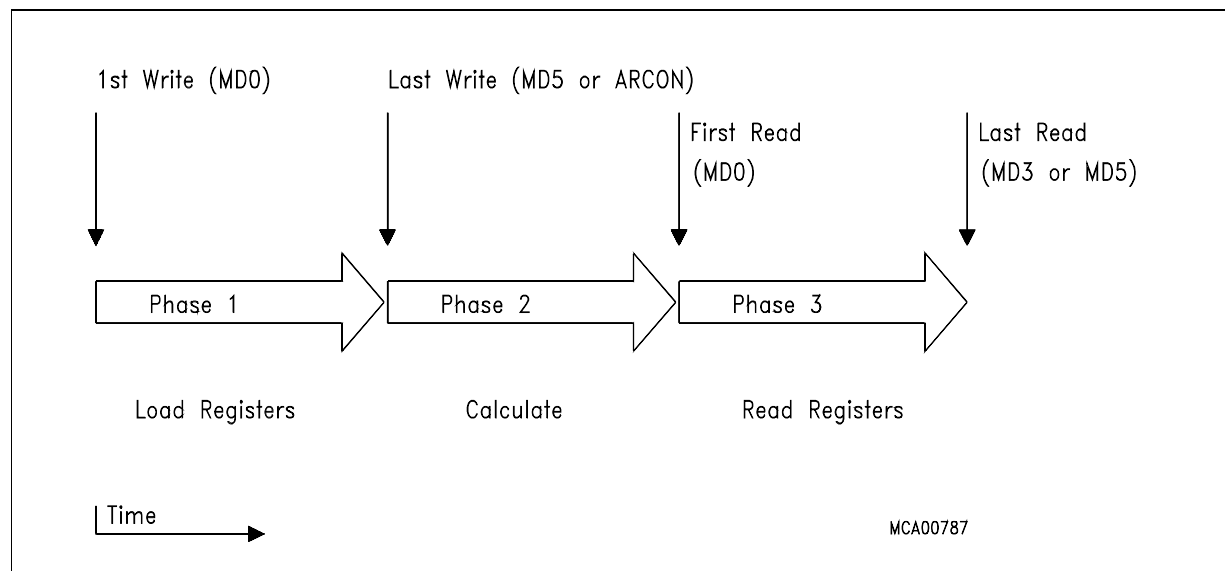 1st Write (MD0)
Last Write (MD5 or ARCON)
First Read
(MD0)
Last Read
(MD3 or MD5)
Phase 1
Phase 2
Phase 3
Load Registers
Calculate
Read Registers
Time
MCA00787